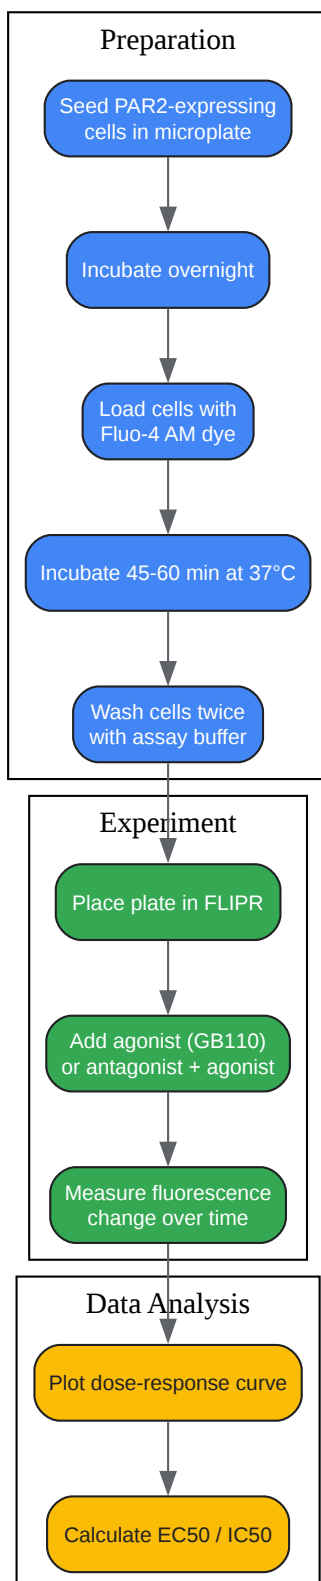 Preparation
Seed PAR2-expressing
cells in microplate
Incubate overnight
Load cells with
Fluo-4 AM dye
Incubate 45-60 min at 37°C
Wash cells twice
with assay buffer
Experiment
Place plate in FLIPR
Add agonist (GB110)
or antagonist + agonist
Measure fluorescence
change over time
Data Analysis
Plot dose-response curve
Calculate EC50 / IC50